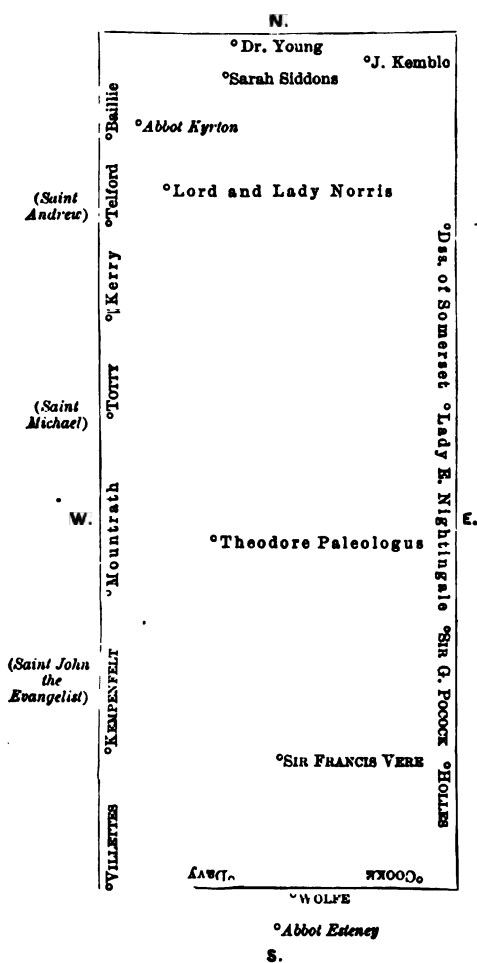 N.
°Dr. Young
°J. Kemble
°Sarah Siddons
°Baillie
°Abbot Kyrton
(Saint
Andrew)
°Telford
°Lord and Lady Norris
°Kerry
°Dss. of Somerset
(Saint
Michael)
°TOTTY
°Lady E. Nightingale
W.
E.
°Mountrath
°Theodore Paleologus
(Saint John
the
Evangelist)
°KEMPENFELT
°SIR G. POCOCK
°SIR FRANCIS VERE
°HOLLES
°VILLETTES
°Davy
°COOKE
°WOLFE
°Abbot Esteney
S.